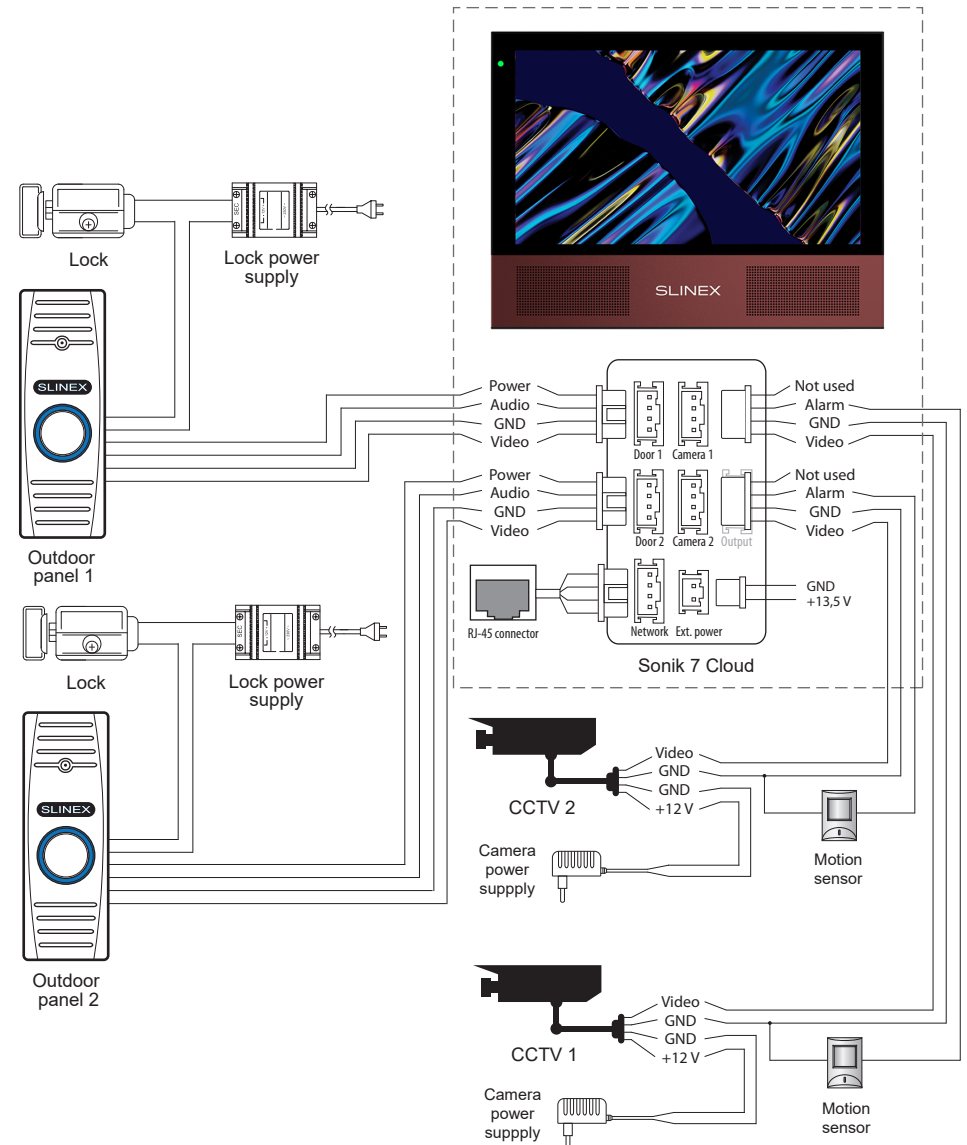 SLINEX
Lock
Lock power
supply
SEC
SLINEX
Outdoor
panel 1
Power
Audio
GND
Video
Door 1
Camera 1
Not used
Alarm
GND
Video
Power
Audio
GND
Video
Door 2
Camera 2
Output
Not used
Alarm
GND
Video
RJ-45 connector
Network
Ext. power
GND
+13,5 V
Sonik 7 Cloud
Lock
Lock power
supply
SEC
SLINEX
Outdoor
panel 2
Video
GND
GND
+12 V
CCTV 2
Camera
power
suppply
Motion
sensor
Video
GND
GND
+12 V
CCTV 1
Camera
power
suppply
Motion
sensor